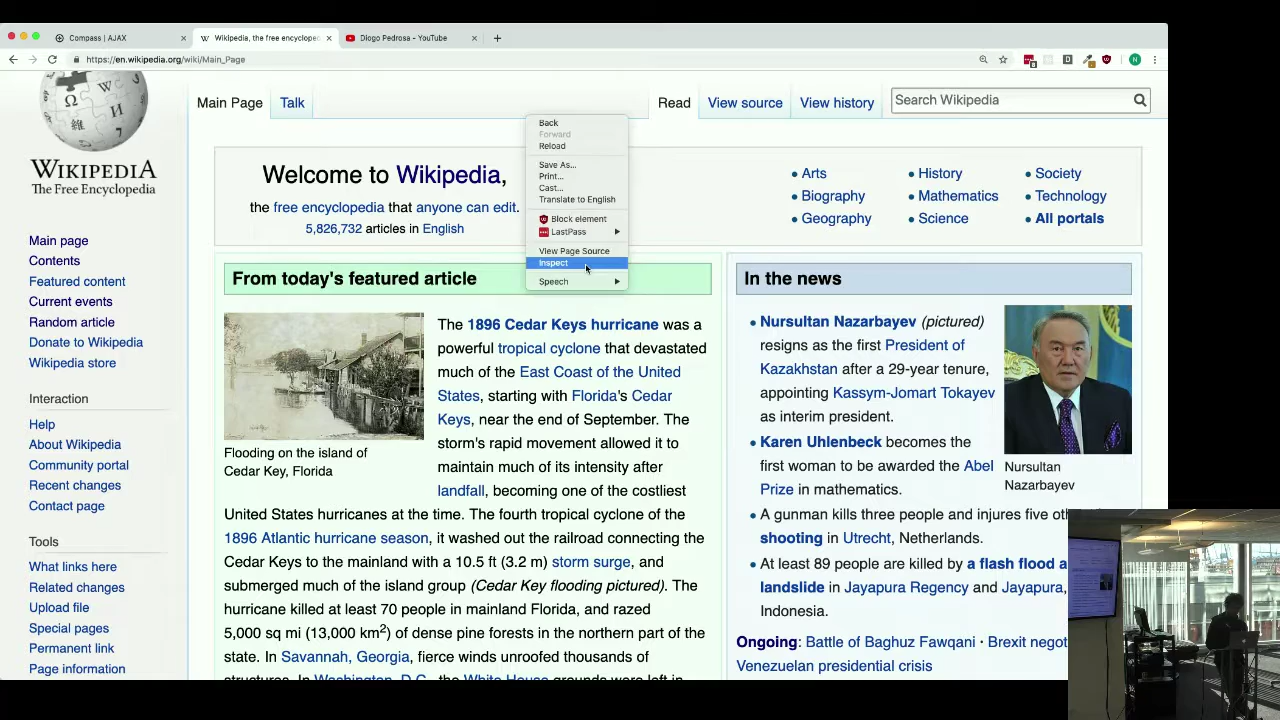 Compass | AJAX
Wikipedia, the free encyclopedi
Diogo Pedrosa - YouTube
https://en.wikipedia.org/wiki/Main_Page
N
WIKIPEDIA
The Free Encyclopedia
Main Page
Talk
Read
View source
View history
Search Wikipedia
Back
Forward
Reload
Save As...
Print...
Cast...
Translate to English
Block element
LastPass
View Page Source
Inspect
Speech
Welcome to Wikipedia,
the free encyclopedia that anyone can edit.
5,826,732 articles in English
Arts
History
Society
Biography
Mathematics
Technology
Geography
Science
All portals
Main page
Contents
Featured content
Current events
Random article
Donate to Wikipedia
Wikipedia store
Interaction
Help
About Wikipedia
Community portal
Recent changes
Contact page
Tools
What links here
Related changes
Upload file
Special pages
Permanent link
Page information
From today's featured article
Flooding on the island of
Cedar Key, Florida
The 1896 Cedar Keys hurricane was a
powerful tropical cyclone that devastated
much of the East Coast of the United
States, starting with Florida's Cedar
Keys, near the end of September. The
storm's rapid movement allowed it to
maintain much of its intensity after
landfall, becoming one of the costliest
United States hurricanes at the time. The fourth tropical cyclone of the
1896 Atlantic hurricane season, it washed out the railroad connecting the
Cedar Keys to the mainland with a 10.5 ft (3.2 m) storm surge, and
submerged much of the island group (Cedar Key flooding pictured). The
hurricane killed at least 70 people in mainland Florida, and razed
5,000 sq mi (13,000 km2) of dense pine forests in the northern part of the
state. In Savannah, Georgia, fierce winds unroofed thousands of
structures. In Washington, D.C., the White House grounds were left in
In the news
Nursultan Nazarbayev (pictured)
resigns as the first President of
Kazakhstan after a 29-year tenure,
appointing Kassym-Jomart Tokayev
as interim president.
Karen Uhlenbeck becomes the
first woman to be awarded the Abel
Prize in mathematics.
Nursultan
Nazarbayev
A gunman kills three people and injures five ot
shooting in Utrecht, Netherlands.
At least 89 people are killed by a flash flood a
landslide in Jayapura Regency and Jayapura,
Indonesia.
Ongoing: Battle of Baghuz Fawqani · Brexit negot
Venezuelan presidential crisis